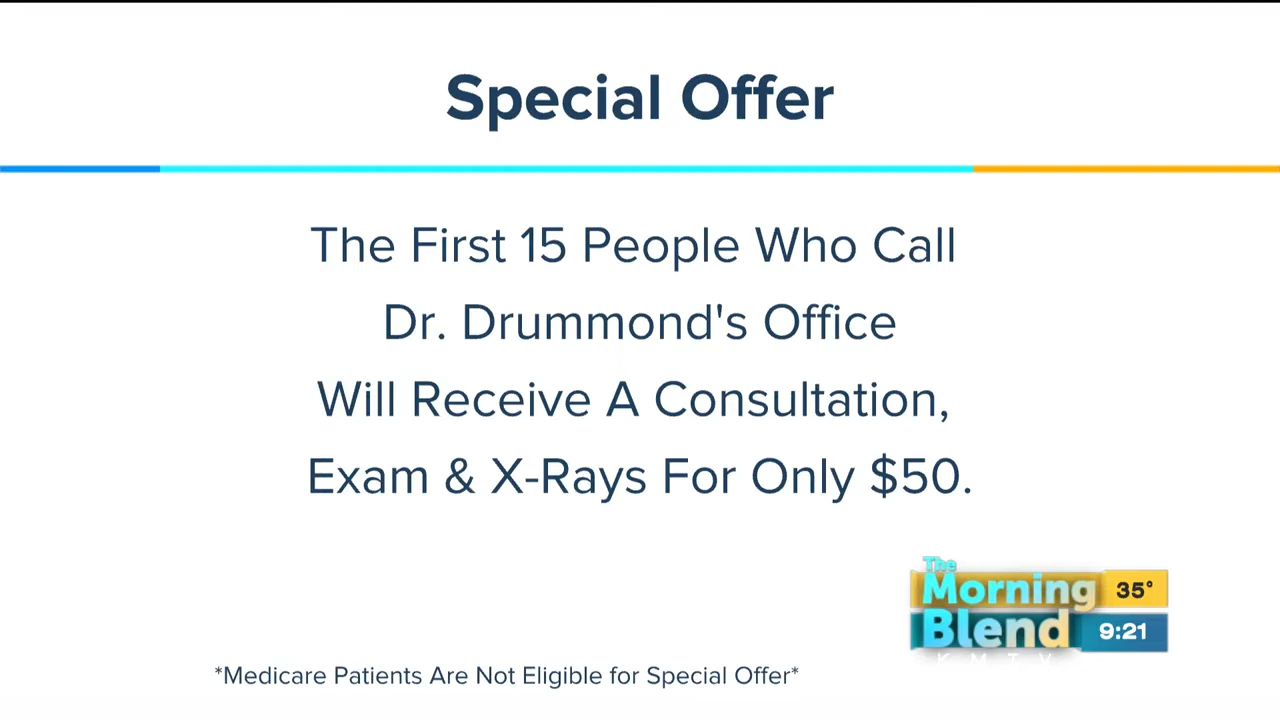 Special Offer
The First 15 People Who Call
Dr. Drummond's Office
Will Receive A Consultation,
Exam & X-Rays For Only $50.
The
Morning
35°
Blend
9:21
K M T V
*Medicare Patients Are Not Eligible for Special Offer*